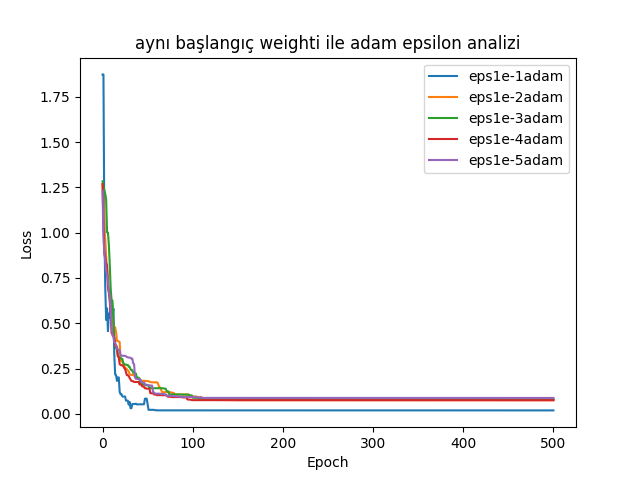 aynı başlangıç weighti ile adam epsilon analizi
eps1e-1adam
eps1e-2adam
eps1e-3adam
eps1e-4adam
eps1e-5adam
Loss
1.75
1.50
1.25
1.00
0.75
0.50
0.25
0.00
0
100
200
300
400
500
Epoch